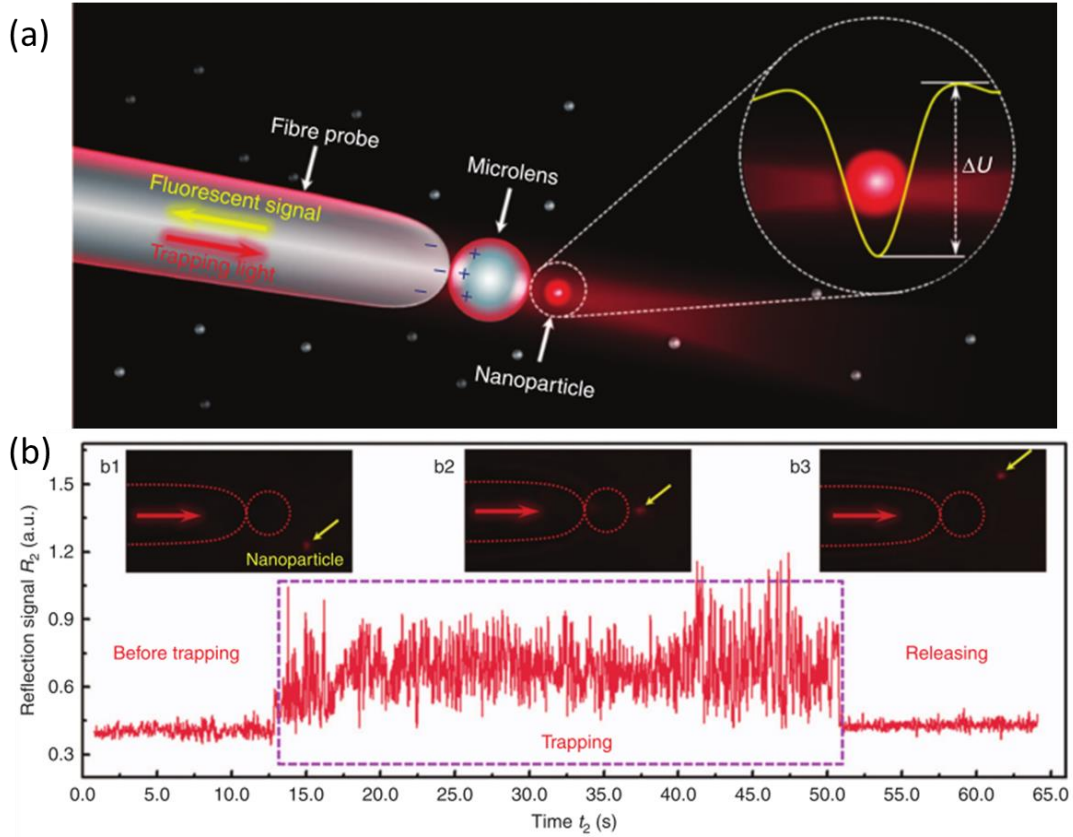 (a)
Fibre probe
Microlens
Fluorescent signal
Trapping light
ΔU
− − −
+ + +
Nanoparticle
(b)
b1
b2
b3
Nanoparticle
1.5
1.2
0.9
0.6
0.3
Reflection signal R₂ (a.u.)
Before trapping
Trapping
Releasing
0.0 5.0 10.0 15.0 20.0 25.0 30.0 35.0 40.0 45.0 50.0 55.0 60.0 65.0
Time t₂ (s)